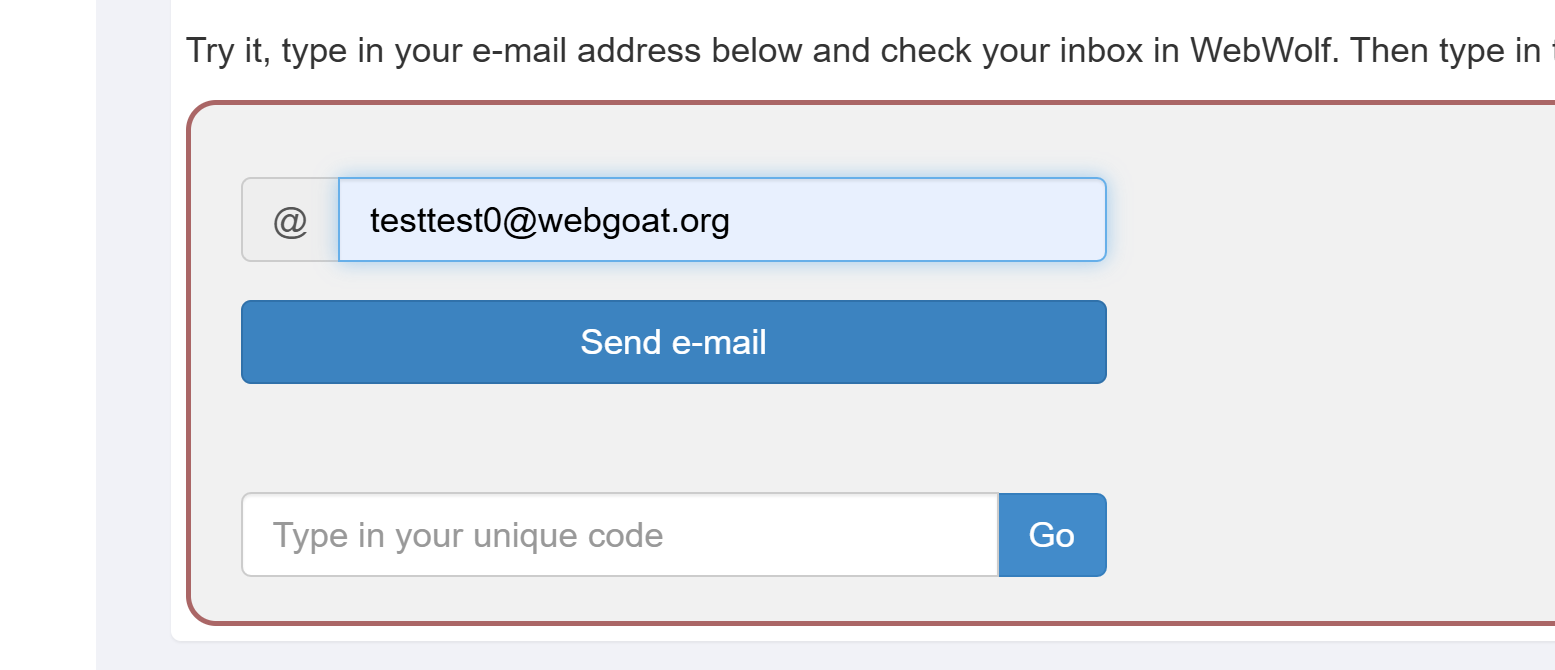 Try it, type in your e-mail address below and check your inbox in WebWolf. Then type in
@ testtest0@webgoat.org
Send e-mail
Type in your unique code Go